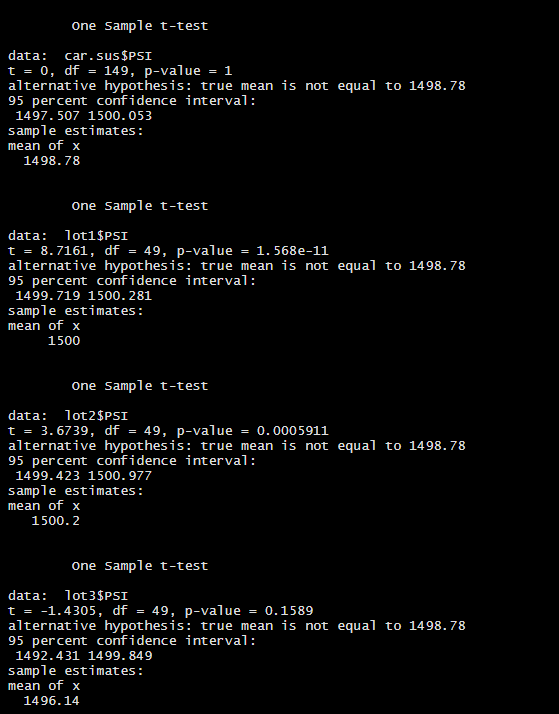 One Sample t-test
data:  car.sus$PSI
t = 0, df = 149, p-value = 1
alternative hypothesis: true mean is not equal to 1498.78
95 percent confidence interval:
 1497.507 1500.053
sample estimates:
mean of x
  1498.78
One Sample t-test
data:  lot1$PSI
t = 8.7161, df = 49, p-value = 1.568e-11
alternative hypothesis: true mean is not equal to 1498.78
95 percent confidence interval:
 1499.719 1500.281
sample estimates:
mean of x
     1500
One Sample t-test
data:  lot2$PSI
t = 3.6739, df = 49, p-value = 0.0005911
alternative hypothesis: true mean is not equal to 1498.78
95 percent confidence interval:
 1499.423 1500.977
sample estimates:
mean of x
   1500.2
One Sample t-test
data:  lot3$PSI
t = -1.4305, df = 49, p-value = 0.1589
alternative hypothesis: true mean is not equal to 1498.78
95 percent confidence interval:
 1492.431 1499.849
sample estimates:
mean of x
  1496.14